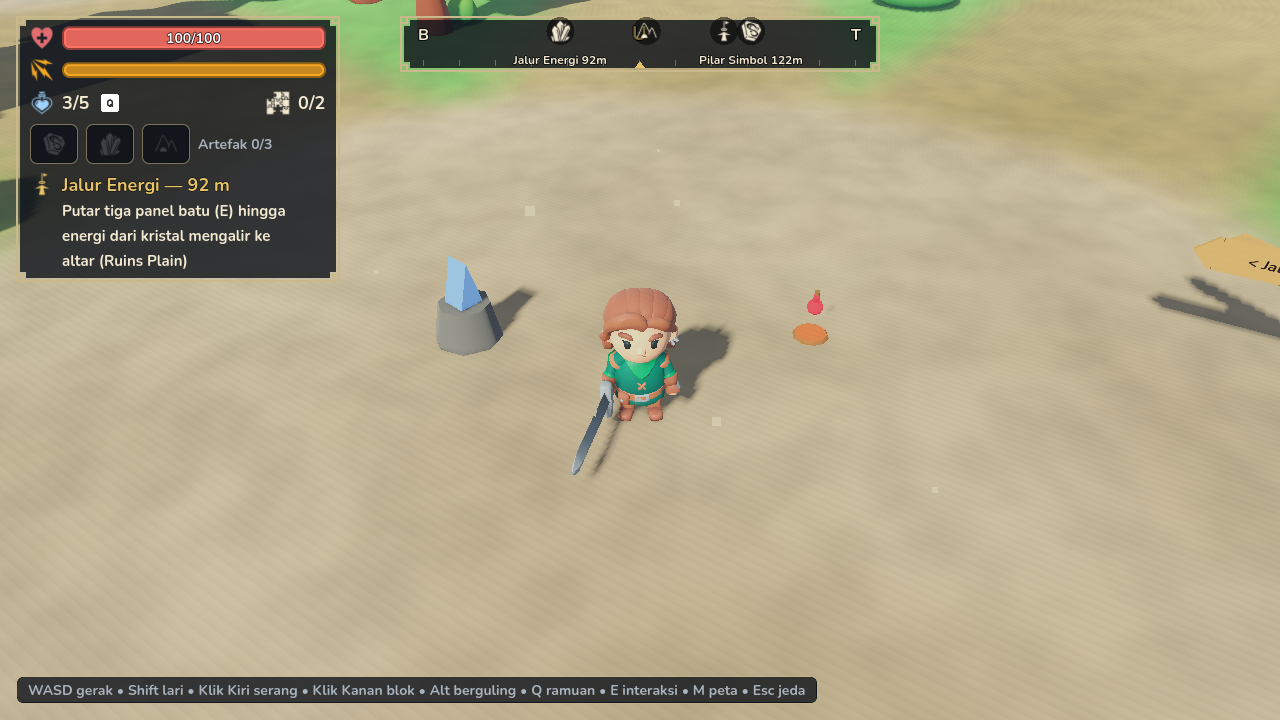 100/100
3/5 Q 0/2
Artefak 0/3
Jalur Energi — 92 m
Putar tiga panel batu (E) hingga
energi dari kristal mengalir ke
altar (Ruins Plain)
B T
Jalur Energi 92m Pilar Simbol 122m
WASD gerak • Shift lari • Klik Kiri serang • Klik Kanan blok • Alt berguling • Q ramuan • E interaksi • M peta • Esc jeda